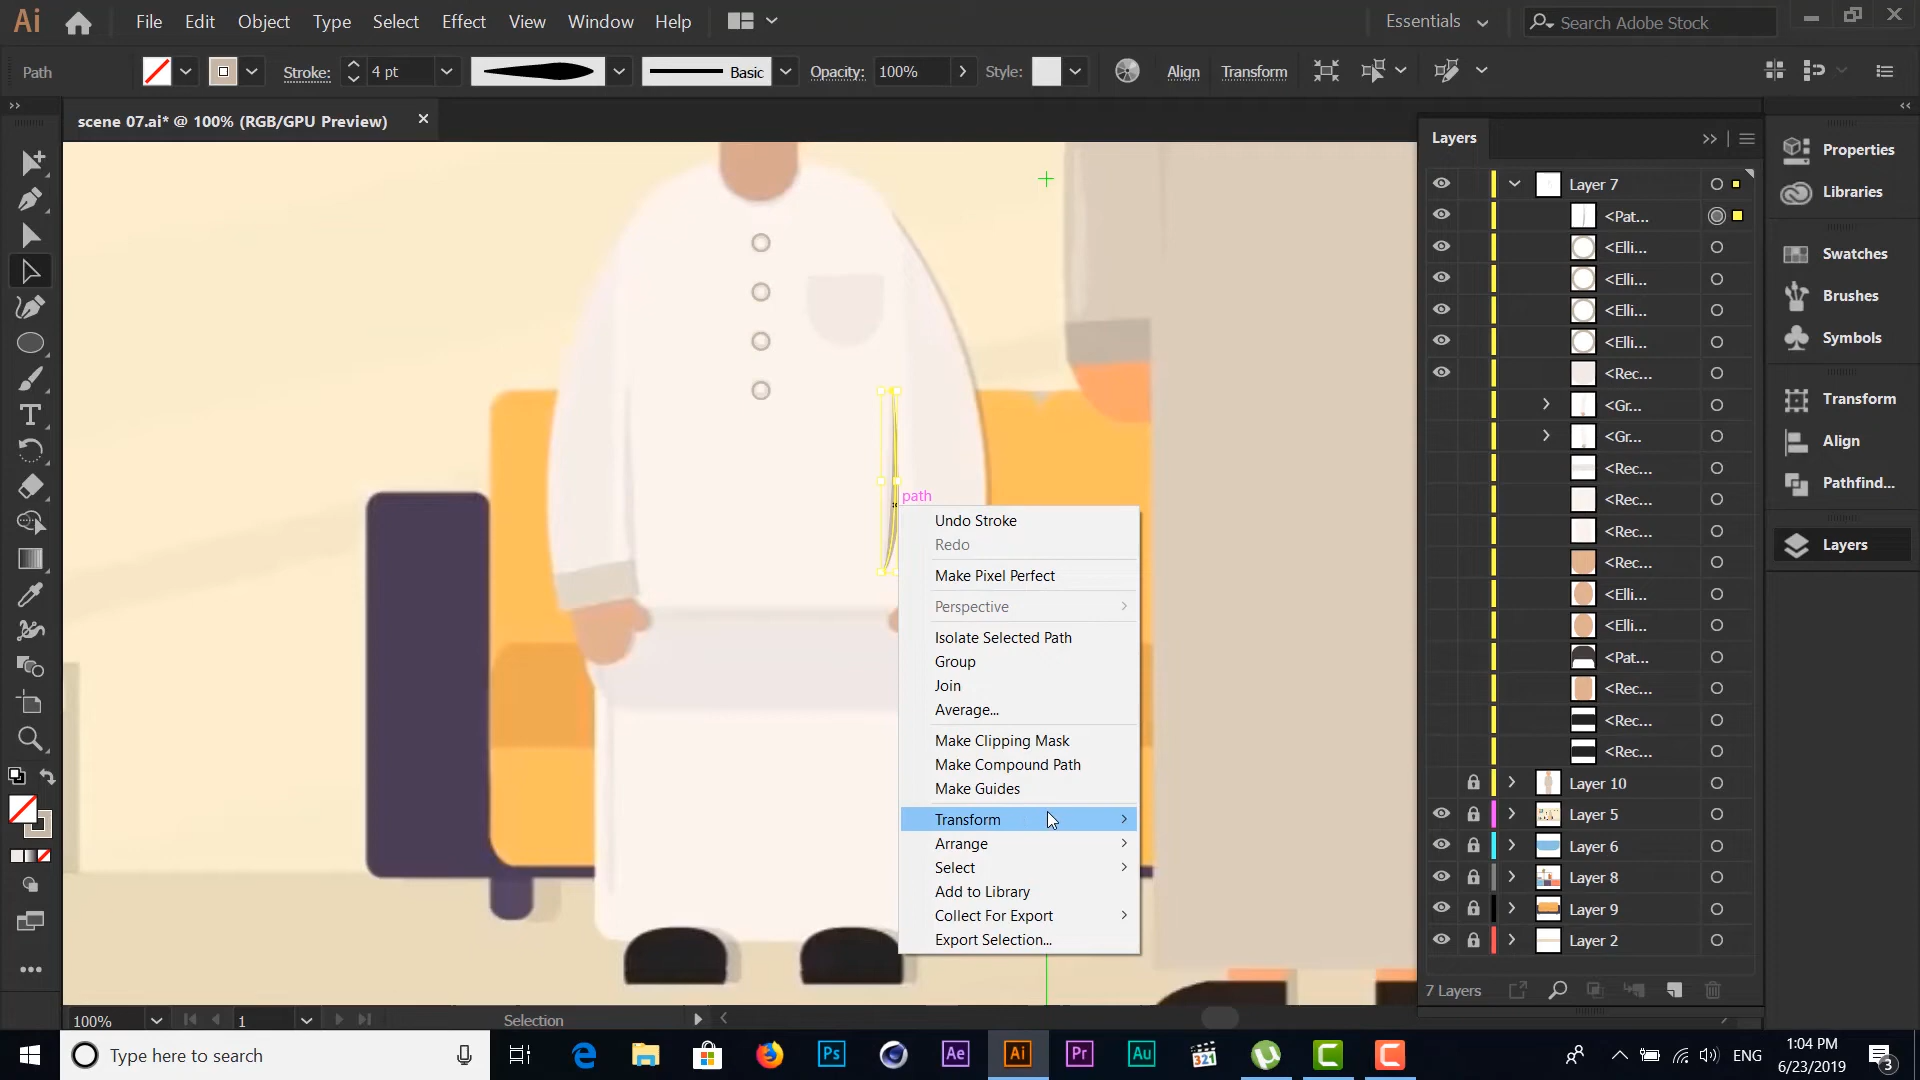 Ai File Edit Object Type Select Effect View Window Help Essentials Search Adobe Stock
Path Stroke: 4 pt Basic Opacity: 100% Style: Align Transform
scene 07.ai* @ 100% (RGB/GPU Preview)
path
Undo Stroke
Redo
Make Pixel Perfect
Perspective
Isolate Selected Path
Group
Join
Average...
Make Clipping Mask
Make Compound Path
Make Guides
Transform
Arrange
Select
Add to Library
Collect For Export
Export Selection...
Layers
Layer 7
<Pat...
<Elli...
<Elli...
<Elli...
<Elli...
<Rec...
<Gr...
<Gr...
<Rec...
<Rec...
<Rec...
<Rec...
<Elli...
<Elli...
<Pat...
<Rec...
<Rec...
<Rec...
Layer 10
Layer 5
Layer 6
Layer 8
Layer 9
Layer 2
7 Layers
Properties
Libraries
Swatches
Brushes
Symbols
Transform
Align
Pathfind...
Layers
100% 1 Selection
Type here to search
Ps Ae Ai Pr Au 321
ENG
1:04 PM
6/23/2019
3